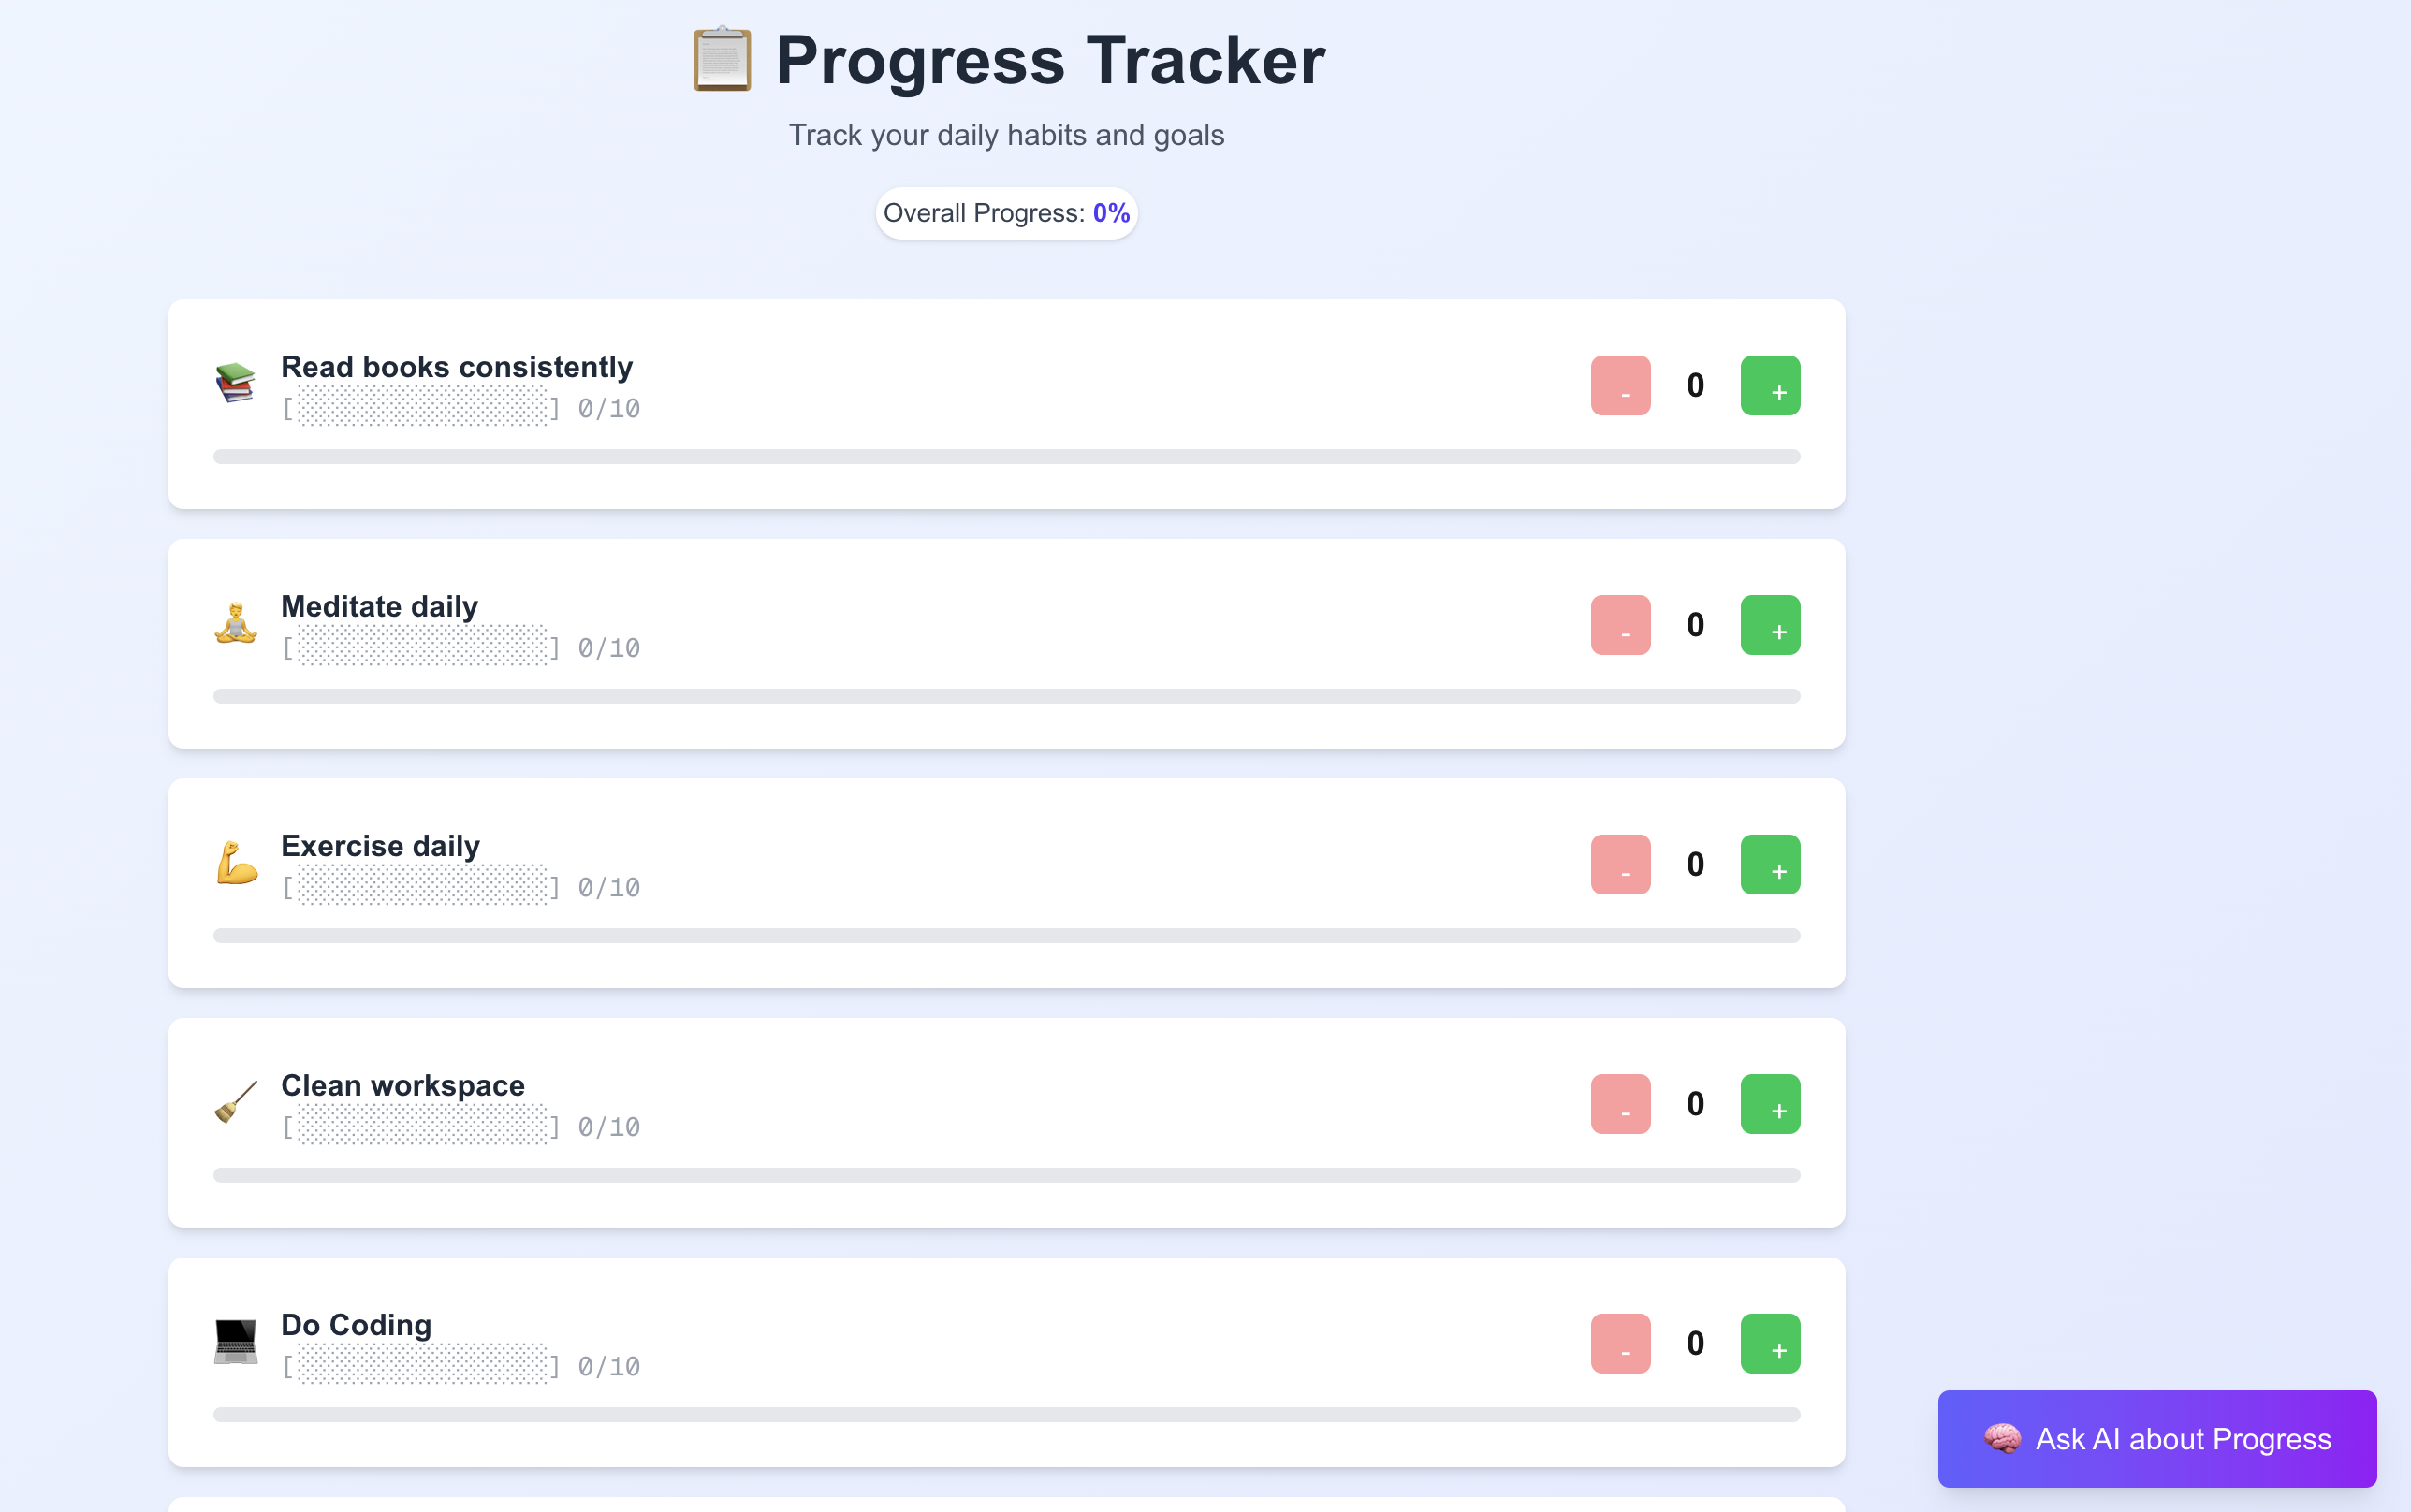 📋 Progress Tracker
Track your daily habits and goals
Overall Progress: 0%
📚 Read books consistently
[░░░░░░░░░░░░░░░] 0/10
- 0 +
🧘 Meditate daily
[░░░░░░░░░░░░░░░] 0/10
- 0 +
💪 Exercise daily
[░░░░░░░░░░░░░░░] 0/10
- 0 +
🧹 Clean workspace
[░░░░░░░░░░░░░░░] 0/10
- 0 +
💻 Do Coding
[░░░░░░░░░░░░░░░] 0/10
- 0 +
🧠 Ask AI about Progress